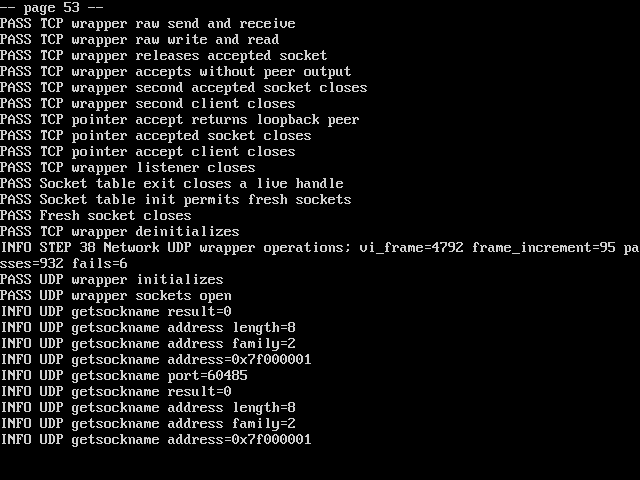 -- page 53 --
PASS TCP wrapper raw send and receive
PASS TCP wrapper raw write and read
PASS TCP wrapper releases accepted socket
PASS TCP wrapper accepts without peer output
PASS TCP wrapper second accepted socket closes
PASS TCP wrapper second client closes
PASS TCP pointer accept returns loopback peer
PASS TCP pointer accepted socket closes
PASS TCP pointer accept client closes
PASS TCP wrapper listener closes
PASS Socket table exit closes a live handle
PASS Socket table init permits fresh sockets
PASS Fresh socket closes
PASS TCP wrapper deinitializes
INFO STEP 38 Network UDP wrapper operations; vi_frame=4792 frame_increment=95 pa
sses=932 fails=6
PASS UDP wrapper initializes
PASS UDP wrapper sockets open
INFO UDP getsockname result=0
INFO UDP getsockname address length=8
INFO UDP getsockname address family=2
INFO UDP getsockname address=0x7f000001
INFO UDP getsockname port=60485
INFO UDP getsockname result=0
INFO UDP getsockname address length=8
INFO UDP getsockname address family=2
INFO UDP getsockname address=0x7f000001